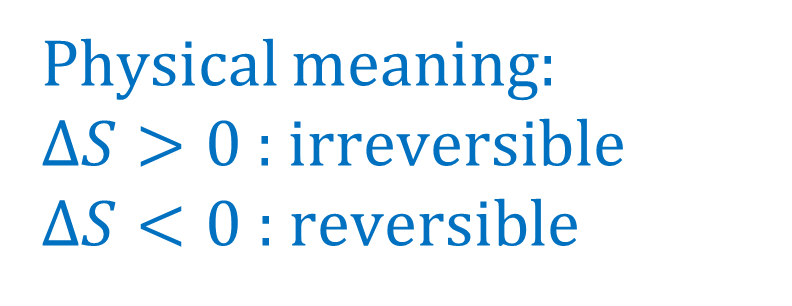 Physical meaning:
Δ𝑆 > 0 : irreversible
Δ𝑆 < 0 : reversible